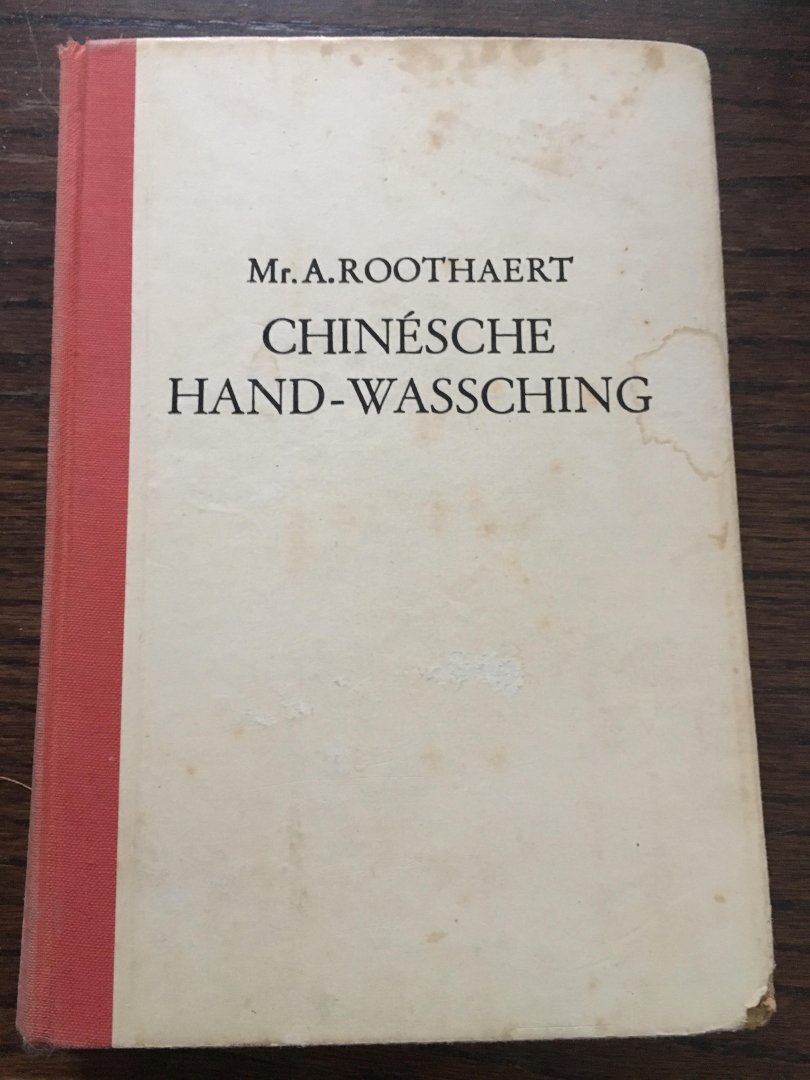 Mr. A. ROOTHAERT
CHINÉSCHE
HAND-WASSCHING